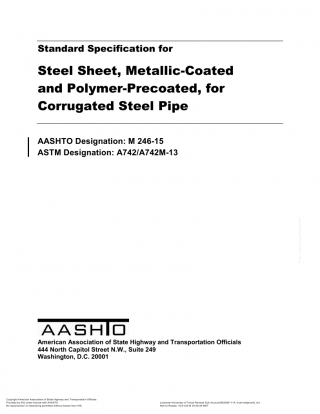 Standard Specification for
Steel Sheet, Metallic-Coated
and Polymer-Precoated, for
Corrugated Steel Pipe
AASHTO Designation: M 246-15
ASTM Designation: A742/A742M-13
AASHTO
American Association of State Highway and Transportation Officials
444 North Capitol Street N.W., Suite 249
Washington, D.C. 20001